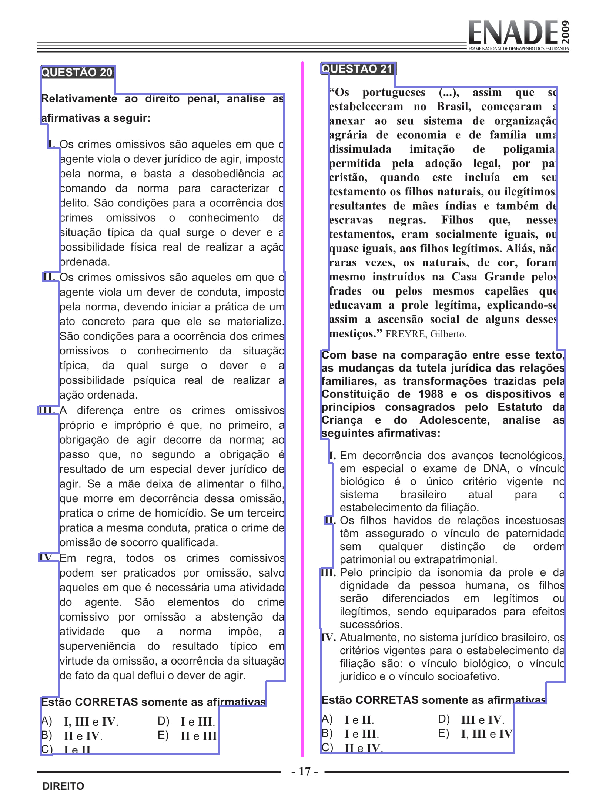 ENADE 2009
EXAME NACIONAL DE DESEMPENHO DOS ESTUDANTES
QUESTÃO 20
Relativamente ao direito penal, analise as
afirmativas a seguir:
I. Os crimes omissivos são aqueles em que o
agente viola o dever jurídico de agir, imposto
pela norma, e basta a desobediência ao
comando da norma para caracterizar o
delito. São condições para a ocorrência dos
crimes omissivos o conhecimento da
situação típica da qual surge o dever e a
possibilidade física real de realizar a ação
ordenada.
II. Os crimes omissivos são aqueles em que o
agente viola um dever de conduta, imposto
pela norma, devendo iniciar a prática de um
ato concreto para que ele se materialize.
São condições para a ocorrência dos crimes
omissivos o conhecimento da situação
típica, da qual surge o dever e a
possibilidade psíquica real de realizar a
ação ordenada.
III. A diferença entre os crimes omissivos
próprio e impróprio é que, no primeiro, a
obrigação de agir decorre da norma; ao
passo que, no segundo a obrigação é
resultado de um especial dever jurídico de
agir. Se a mãe deixa de alimentar o filho,
que morre em decorrência dessa omissão,
pratica o crime de homicídio. Se um terceiro
pratica a mesma conduta, pratica o crime de
omissão de socorro qualificada.
IV. Em regra, todos os crimes comissivos
podem ser praticados por omissão, salvo
aqueles em que é necessária uma atividade
do agente. São elementos do crime
comissivo por omissão a abstenção da
atividade que a norma impõe, a
superveniência do resultado típico em
virtude da omissão, a ocorrência da situação
de fato da qual deflui o dever de agir.
Estão CORRETAS somente as afirmativas
A) I, III e IV. D) I e III.
B) II e IV. E) II e III
C) I e II
QUESTÃO 21
“Os portugueses (...), assim que se
estabeleceram no Brasil, começaram a
anexar ao seu sistema de organização
agrária de economia e de família uma
dissimulada imitação de poligamia,
permitida pela adoção legal, por pai
cristão, quando este incluía em seu
testamento os filhos naturais, ou ilegítimos,
resultantes de mães índias e também de
escravas negras. Filhos que, nesses
testamentos, eram socialmente iguais, ou
quase iguais, aos filhos legítimos. Aliás, não
raras vezes, os naturais, de cor, foram
mesmo instruídos na Casa Grande pelos
frades ou pelos mesmos capelães que
educavam a prole legítima, explicando-se
assim a ascensão social de alguns desses
mestiços.” FREYRE, Gilberto.
Com base na comparação entre esse texto,
as mudanças da tutela jurídica das relações
familiares, as transformações trazidas pela
Constituição de 1988 e os dispositivos e
princípios consagrados pelo Estatuto da
Criança e do Adolescente, analise as
seguintes afirmativas:
I. Em decorrência dos avanços tecnológicos,
em especial o exame de DNA, o vínculo
biológico é o único critério vigente no
sistema brasileiro atual para o
estabelecimento da filiação.
II. Os filhos havidos de relações incestuosas
têm assegurado o vínculo de paternidade
sem qualquer distinção de ordem
patrimonial ou extrapatrimonial.
III. Pelo princípio da isonomia da prole e da
dignidade da pessoa humana, os filhos
serão diferenciados em legítimos ou
ilegítimos, sendo equiparados para efeitos
sucessórios.
IV. Atualmente, no sistema jurídico brasileiro, os
critérios vigentes para o estabelecimento da
filiação são: o vínculo biológico, o vínculo
jurídico e o vínculo socioafetivo.
Estão CORRETAS somente as afirmativas
A) I e II. D) III e IV.
B) I e III. E) I, III e IV
C) II e IV.
- 17 -
DIREITO